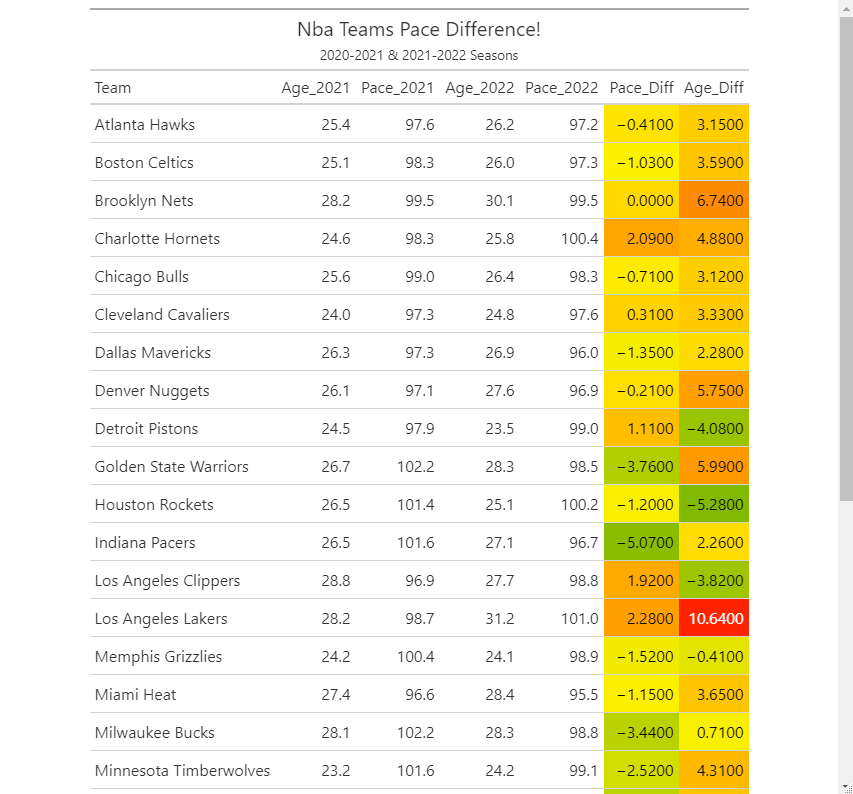 Nba Teams Pace Difference!
2020-2021 & 2021-2022 Seasons
Team Age_2021 Pace_2021 Age_2022 Pace_2022 Pace_Diff Age_Diff
Atlanta Hawks 25.4 97.6 26.2 97.2 −0.4100 3.1500
Boston Celtics 25.1 98.3 26.0 97.3 −1.0300 3.5900
Brooklyn Nets 28.2 99.5 30.1 99.5 0.0000 6.7400
Charlotte Hornets 24.6 98.3 25.8 100.4 2.0900 4.8800
Chicago Bulls 25.6 99.0 26.4 98.3 −0.7100 3.1200
Cleveland Cavaliers 24.0 97.3 24.8 97.6 0.3100 3.3300
Dallas Mavericks 26.3 97.3 26.9 96.0 −1.3500 2.2800
Denver Nuggets 26.1 97.1 27.6 96.9 −0.2100 5.7500
Detroit Pistons 24.5 97.9 23.5 99.0 1.1100 −4.0800
Golden State Warriors 26.7 102.2 28.3 98.5 −3.7600 5.9900
Houston Rockets 26.5 101.4 25.1 100.2 −1.2000 −5.2800
Indiana Pacers 26.5 101.6 27.1 96.7 −5.0700 2.2600
Los Angeles Clippers 28.8 96.9 27.7 98.8 1.9200 −3.8200
Los Angeles Lakers 28.2 98.7 31.2 101.0 2.2800 10.6400
Memphis Grizzlies 24.2 100.4 24.1 98.9 −1.5200 −0.4100
Miami Heat 27.4 96.6 28.4 95.5 −1.1500 3.6500
Milwaukee Bucks 28.1 102.2 28.3 98.8 −3.4400 0.7100
Minnesota Timberwolves 23.2 101.6 24.2 99.1 −2.5200 4.3100